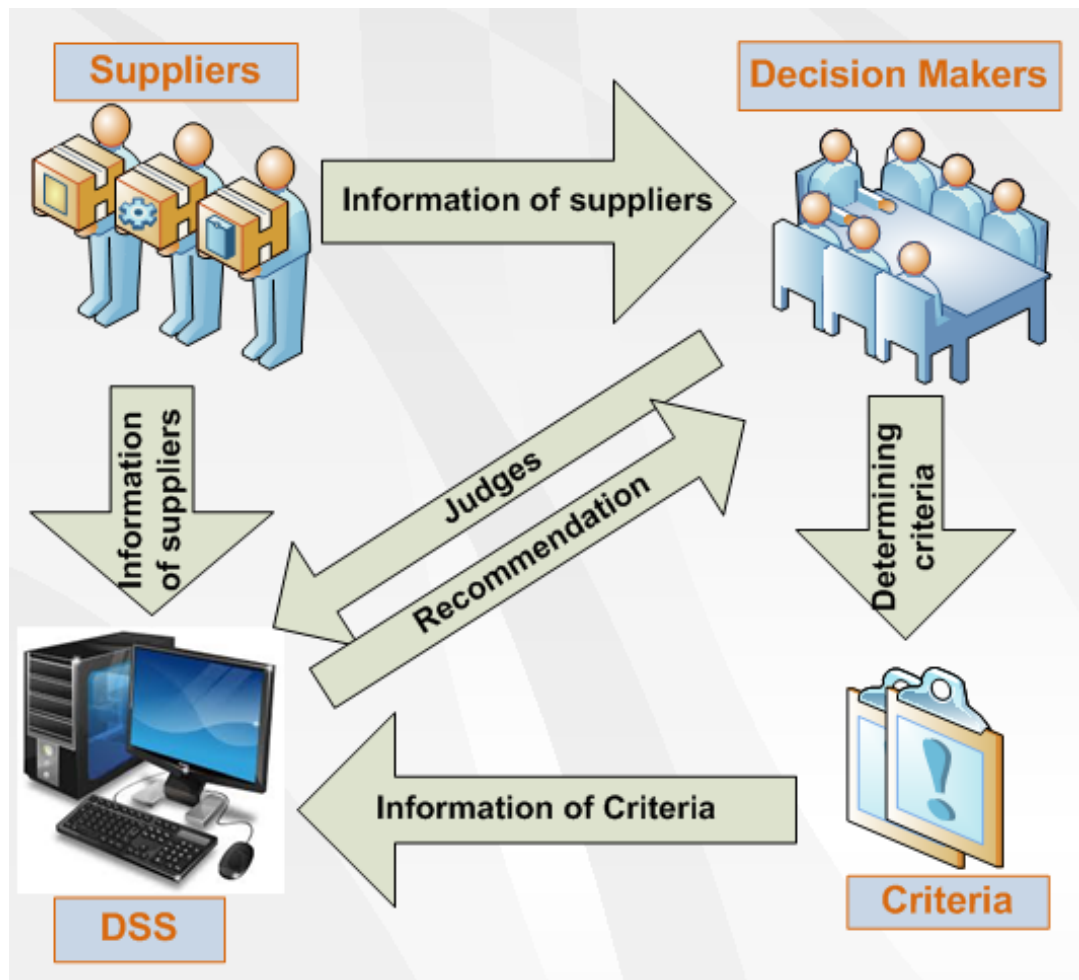 Suppliers
Decision Makers
Information of suppliers
Information
of suppliers
Judges
Recommendation
Determining
criteria
Information of Criteria
DSS
Criteria